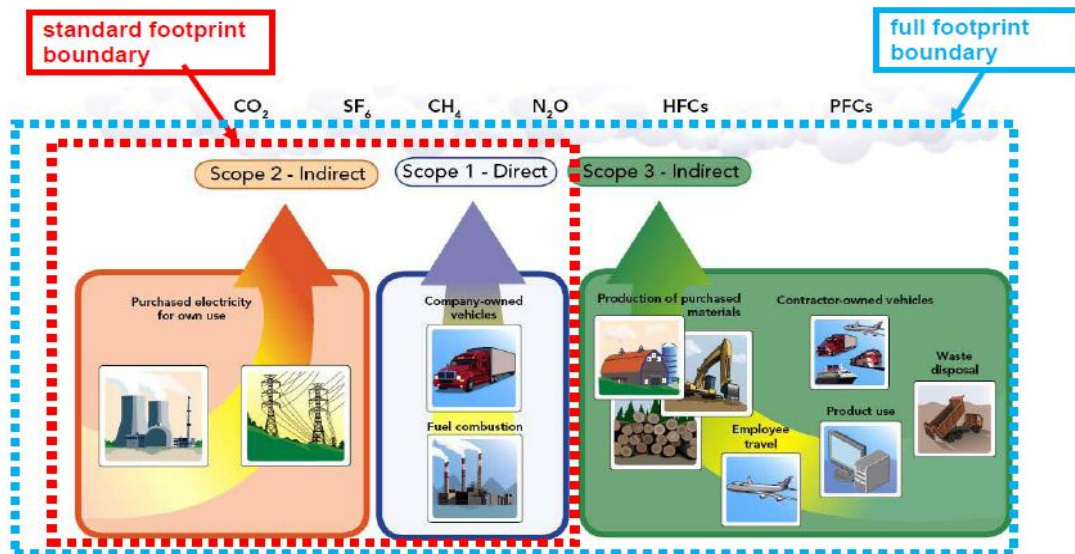 standard footprint
boundary
full footprint
boundary
CO₂ SF₆ CH₄ N₂O HFCs PFCs
Scope 2 - Indirect
Scope 1 - Direct
Scope 3 - Indirect
Purchased electricity
for own use
Company-owned
vehicles
Fuel combustion
Production of purchased
materials
Contractor-owned vehicles
Waste
disposal
Product use
Employee
travel